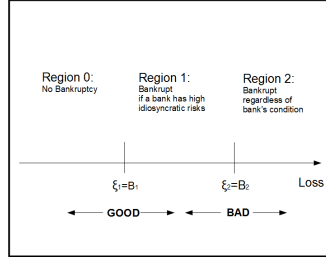 Region 0:
No Bankruptcy
Region 1:
Bankrupt
if a bank has high
idiosyncratic risks
Region 2:
Bankrupt
regardless of
bank's condition
ξ₁=B₁
ξ₂=B₂
Loss
GOOD
BAD